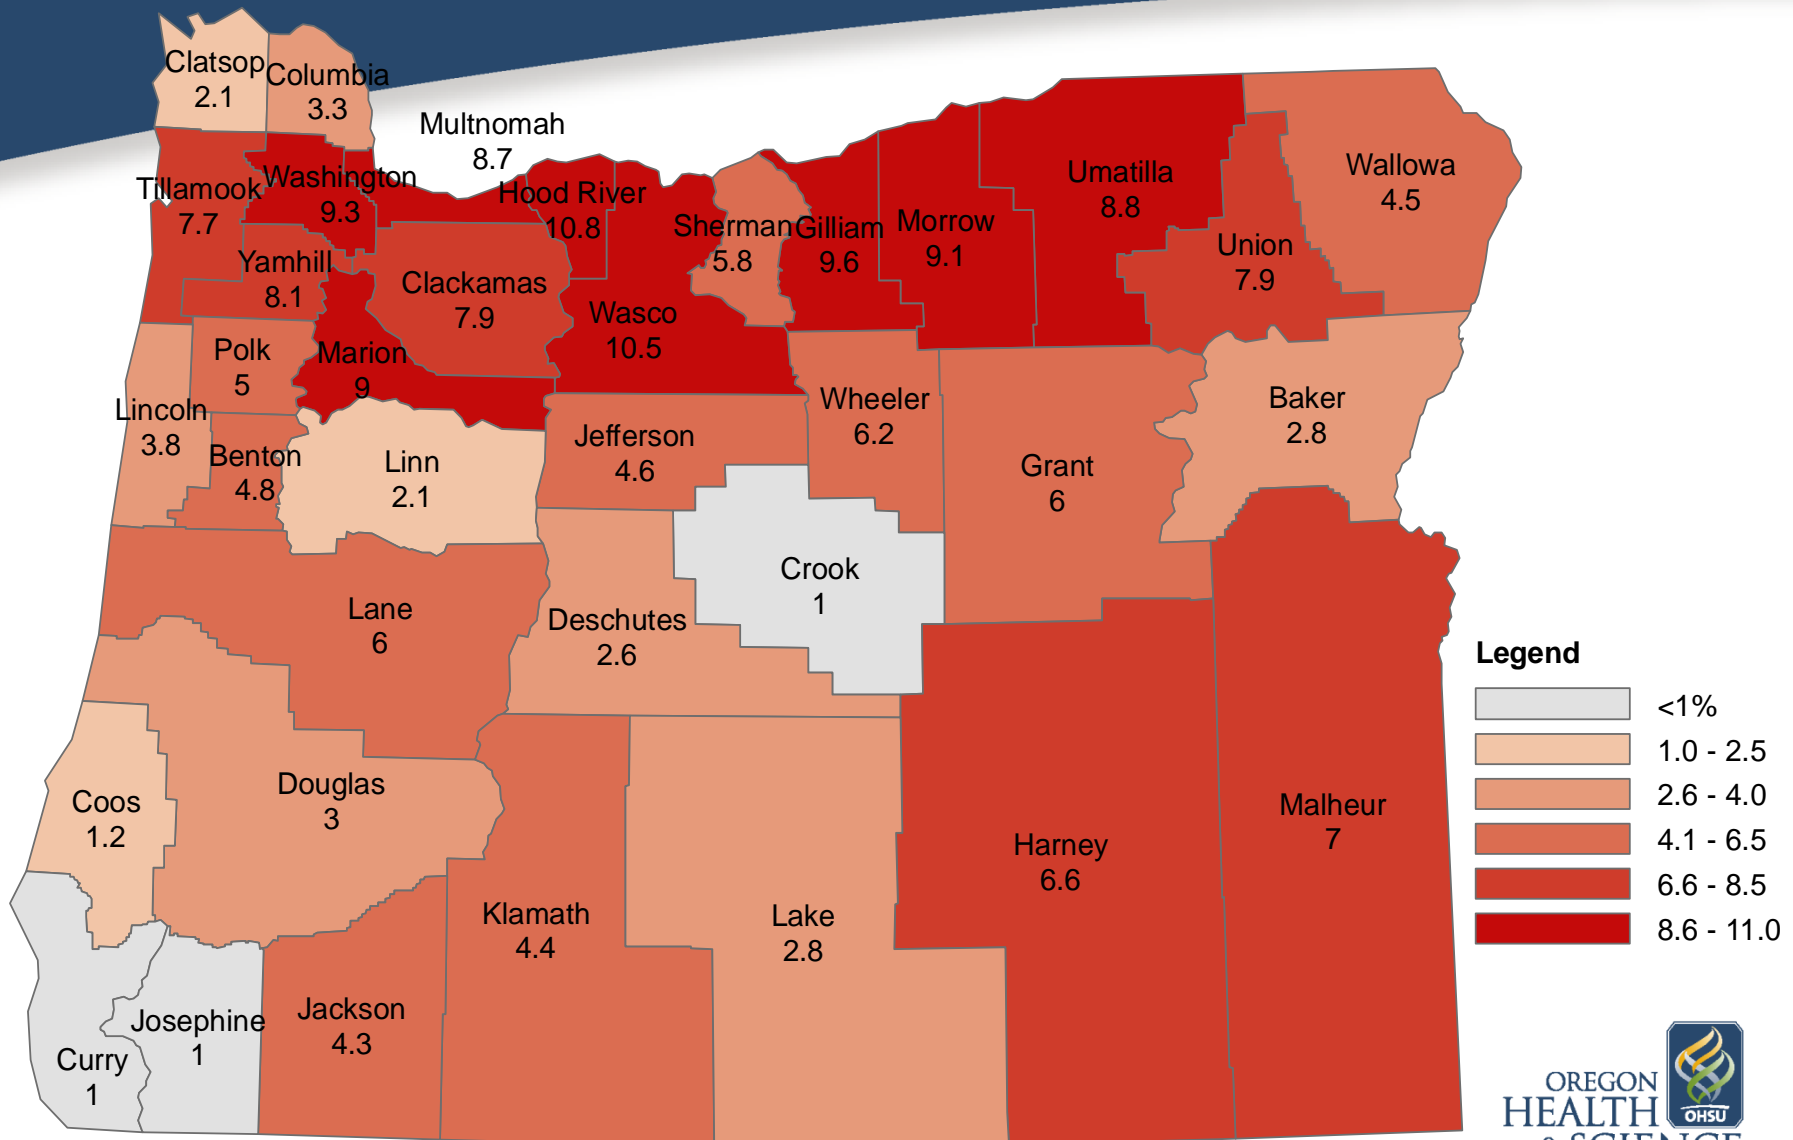 Clatsop
2.1
Columbia
3.3
Multnomah
8.7
Tillamook
7.7
Washington
9.3
Hood River
10.8
Sherman
5.8
Gilliam
9.6
Morrow
9.1
Umatilla
8.8
Wallowa
4.5
Union
7.9
Yamhill
8.1
Clackamas
7.9
Wasco
10.5
Polk
5
Marion
9
Lincoln
3.8
Benton
4.8
Linn
2.1
Jefferson
4.6
Wheeler
6.2
Grant
6
Baker
2.8
Crook
1
Lane
6
Deschutes
2.6
Coos
1.2
Douglas
3
Klamath
4.4
Lake
2.8
Harney
6.6
Malheur
7
Curry
1
Josephine
1
Jackson
4.3
Legend
<1%
1.0 - 2.5
2.6 - 4.0
4.1 - 6.5
6.6 - 8.5
8.6 - 11.0
OREGON
HEALTH
OHSU
& SCIENCE